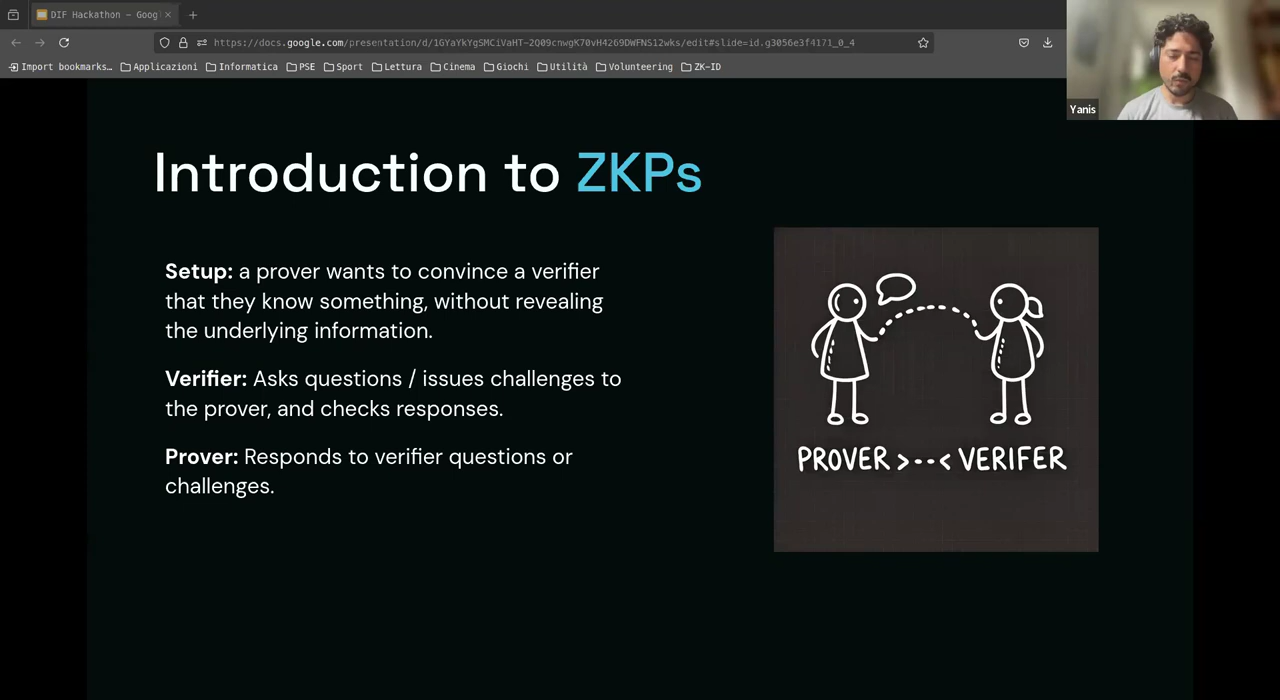 DIF Hackathon – Goog
https://docs.google.com/presentation/d/1GYaYkYgSMCiVaHT-2Q09cnwgK70vH4269DWFNS12wks/edit#slide=id.g3056e3f4171_0_4
Import bookmarks… Applicazioni Informatica PSE Sport Lettura Cinema Giochi Utilità Volunteering ZK-ID
Yanis
Introduction to ZKPs
Setup: a prover wants to convince a verifier
that they know something, without revealing
the underlying information.
Verifier: Asks questions / issues challenges to
the prover, and checks responses.
Prover: Responds to verifier questions or
challenges.
PROVER >--< VERIFER